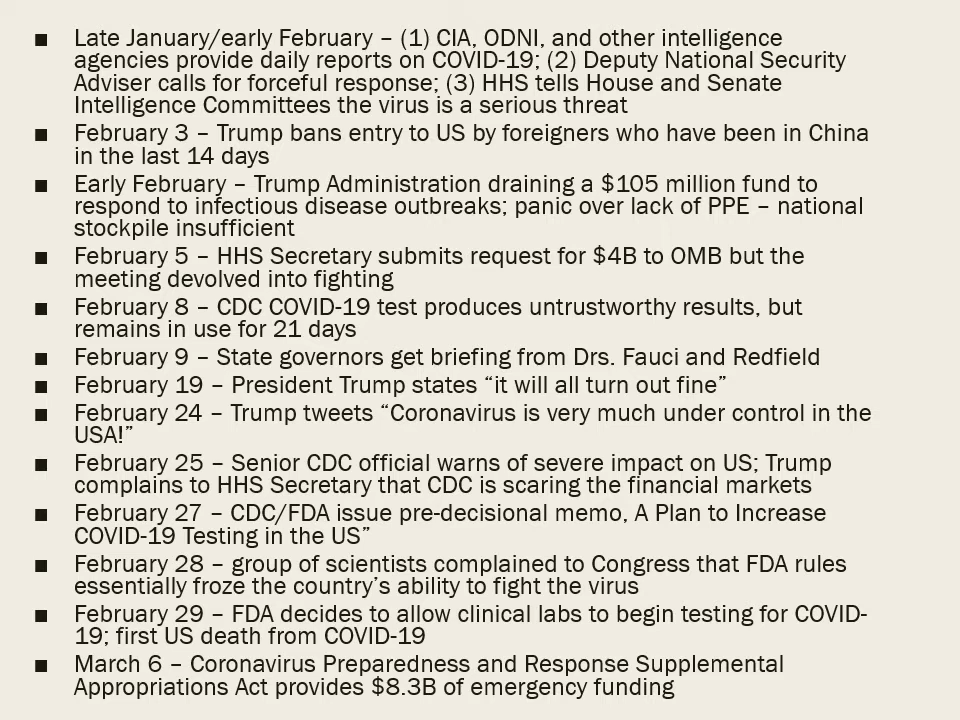 ■ Late January/early February – (1) CIA, ODNI, and other intelligence
agencies provide daily reports on COVID-19; (2) Deputy National Security
Adviser calls for forceful response; (3) HHS tells House and Senate
Intelligence Committees the virus is a serious threat
■ February 3 – Trump bans entry to US by foreigners who have been in China
in the last 14 days
■ Early February – Trump Administration draining a $105 million fund to
respond to infectious disease outbreaks; panic over lack of PPE – national
stockpile insufficient
■ February 5 – HHS Secretary submits request for $4B to OMB but the
meeting devolved into fighting
■ February 8 – CDC COVID-19 test produces untrustworthy results, but
remains in use for 21 days
■ February 9 – State governors get briefing from Drs. Fauci and Redfield
■ February 19 – President Trump states “it will all turn out fine”
■ February 24 – Trump tweets “Coronavirus is very much under control in the
USA!”
■ February 25 – Senior CDC official warns of severe impact on US; Trump
complains to HHS Secretary that CDC is scaring the financial markets
■ February 27 – CDC/FDA issue pre-decisional memo, A Plan to Increase
COVID-19 Testing in the US”
■ February 28 – group of scientists complained to Congress that FDA rules
essentially froze the country’s ability to fight the virus
■ February 29 – FDA decides to allow clinical labs to begin testing for COVID-
19; first US death from COVID-19
■ March 6 – Coronavirus Preparedness and Response Supplemental
Appropriations Act provides $8.3B of emergency funding